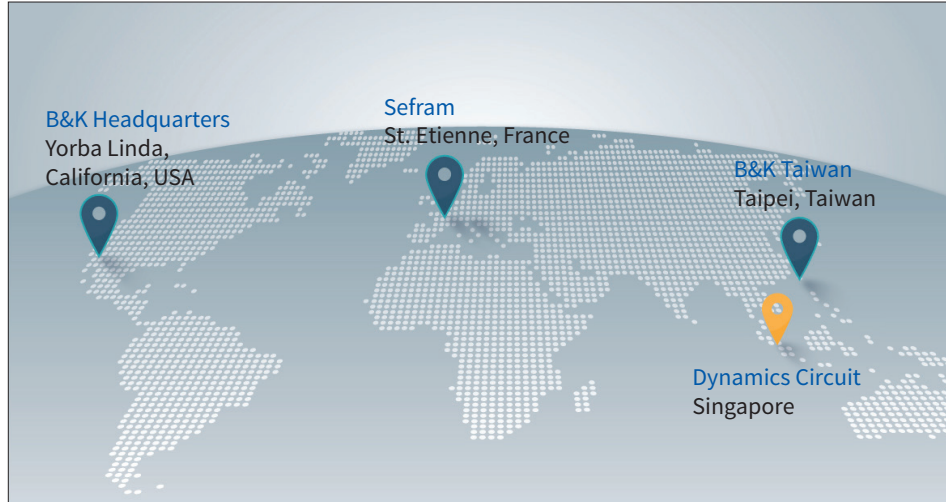 B&K Headquarters
Yorba Linda,
California, USA
Sefram
St. Etienne, France
B&K Taiwan
Taipei, Taiwan
Dynamics Circuit
Singapore